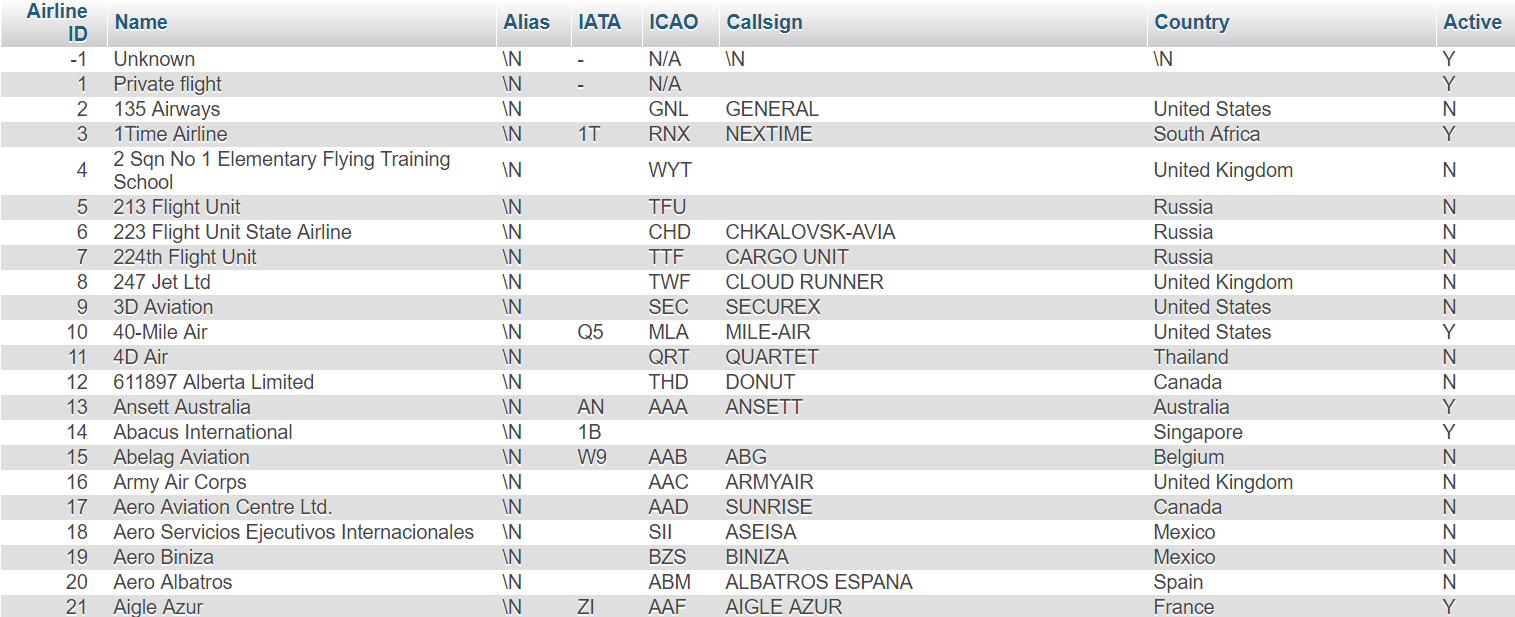 Airline ID Name Alias IATA ICAO Callsign Country Active
-1 Unknown \N - N/A \N \N Y
1 Private flight \N - N/A Y
2 135 Airways \N GNL GENERAL United States N
3 1Time Airline \N 1T RNX NEXTIME South Africa Y
4 2 Sqn No 1 Elementary Flying Training School \N WYT United Kingdom N
5 213 Flight Unit \N TFU Russia N
6 223 Flight Unit State Airline \N CHD CHKALOVSK-AVIA Russia N
7 224th Flight Unit \N TTF CARGO UNIT Russia N
8 247 Jet Ltd \N TWF CLOUD RUNNER United Kingdom N
9 3D Aviation \N SEC SECUREX United States N
10 40-Mile Air \N Q5 MLA MILE-AIR United States Y
11 4D Air \N QRT QUARTET Thailand N
12 611897 Alberta Limited \N THD DONUT Canada N
13 Ansett Australia \N AN AAA ANSETT Australia Y
14 Abacus International \N 1B Singapore Y
15 Abelag Aviation \N W9 AAB ABG Belgium N
16 Army Air Corps \N AAC ARMYAIR United Kingdom N
17 Aero Aviation Centre Ltd. \N AAD SUNRISE Canada N
18 Aero Servicios Ejecutivos Internacionales \N SII ASEISA Mexico N
19 Aero Biniza \N BZS BINIZA Mexico N
20 Aero Albatros \N ABM ALBATROS ESPANA Spain N
21 Aigle Azur \N ZI AAF AIGLE AZUR France Y